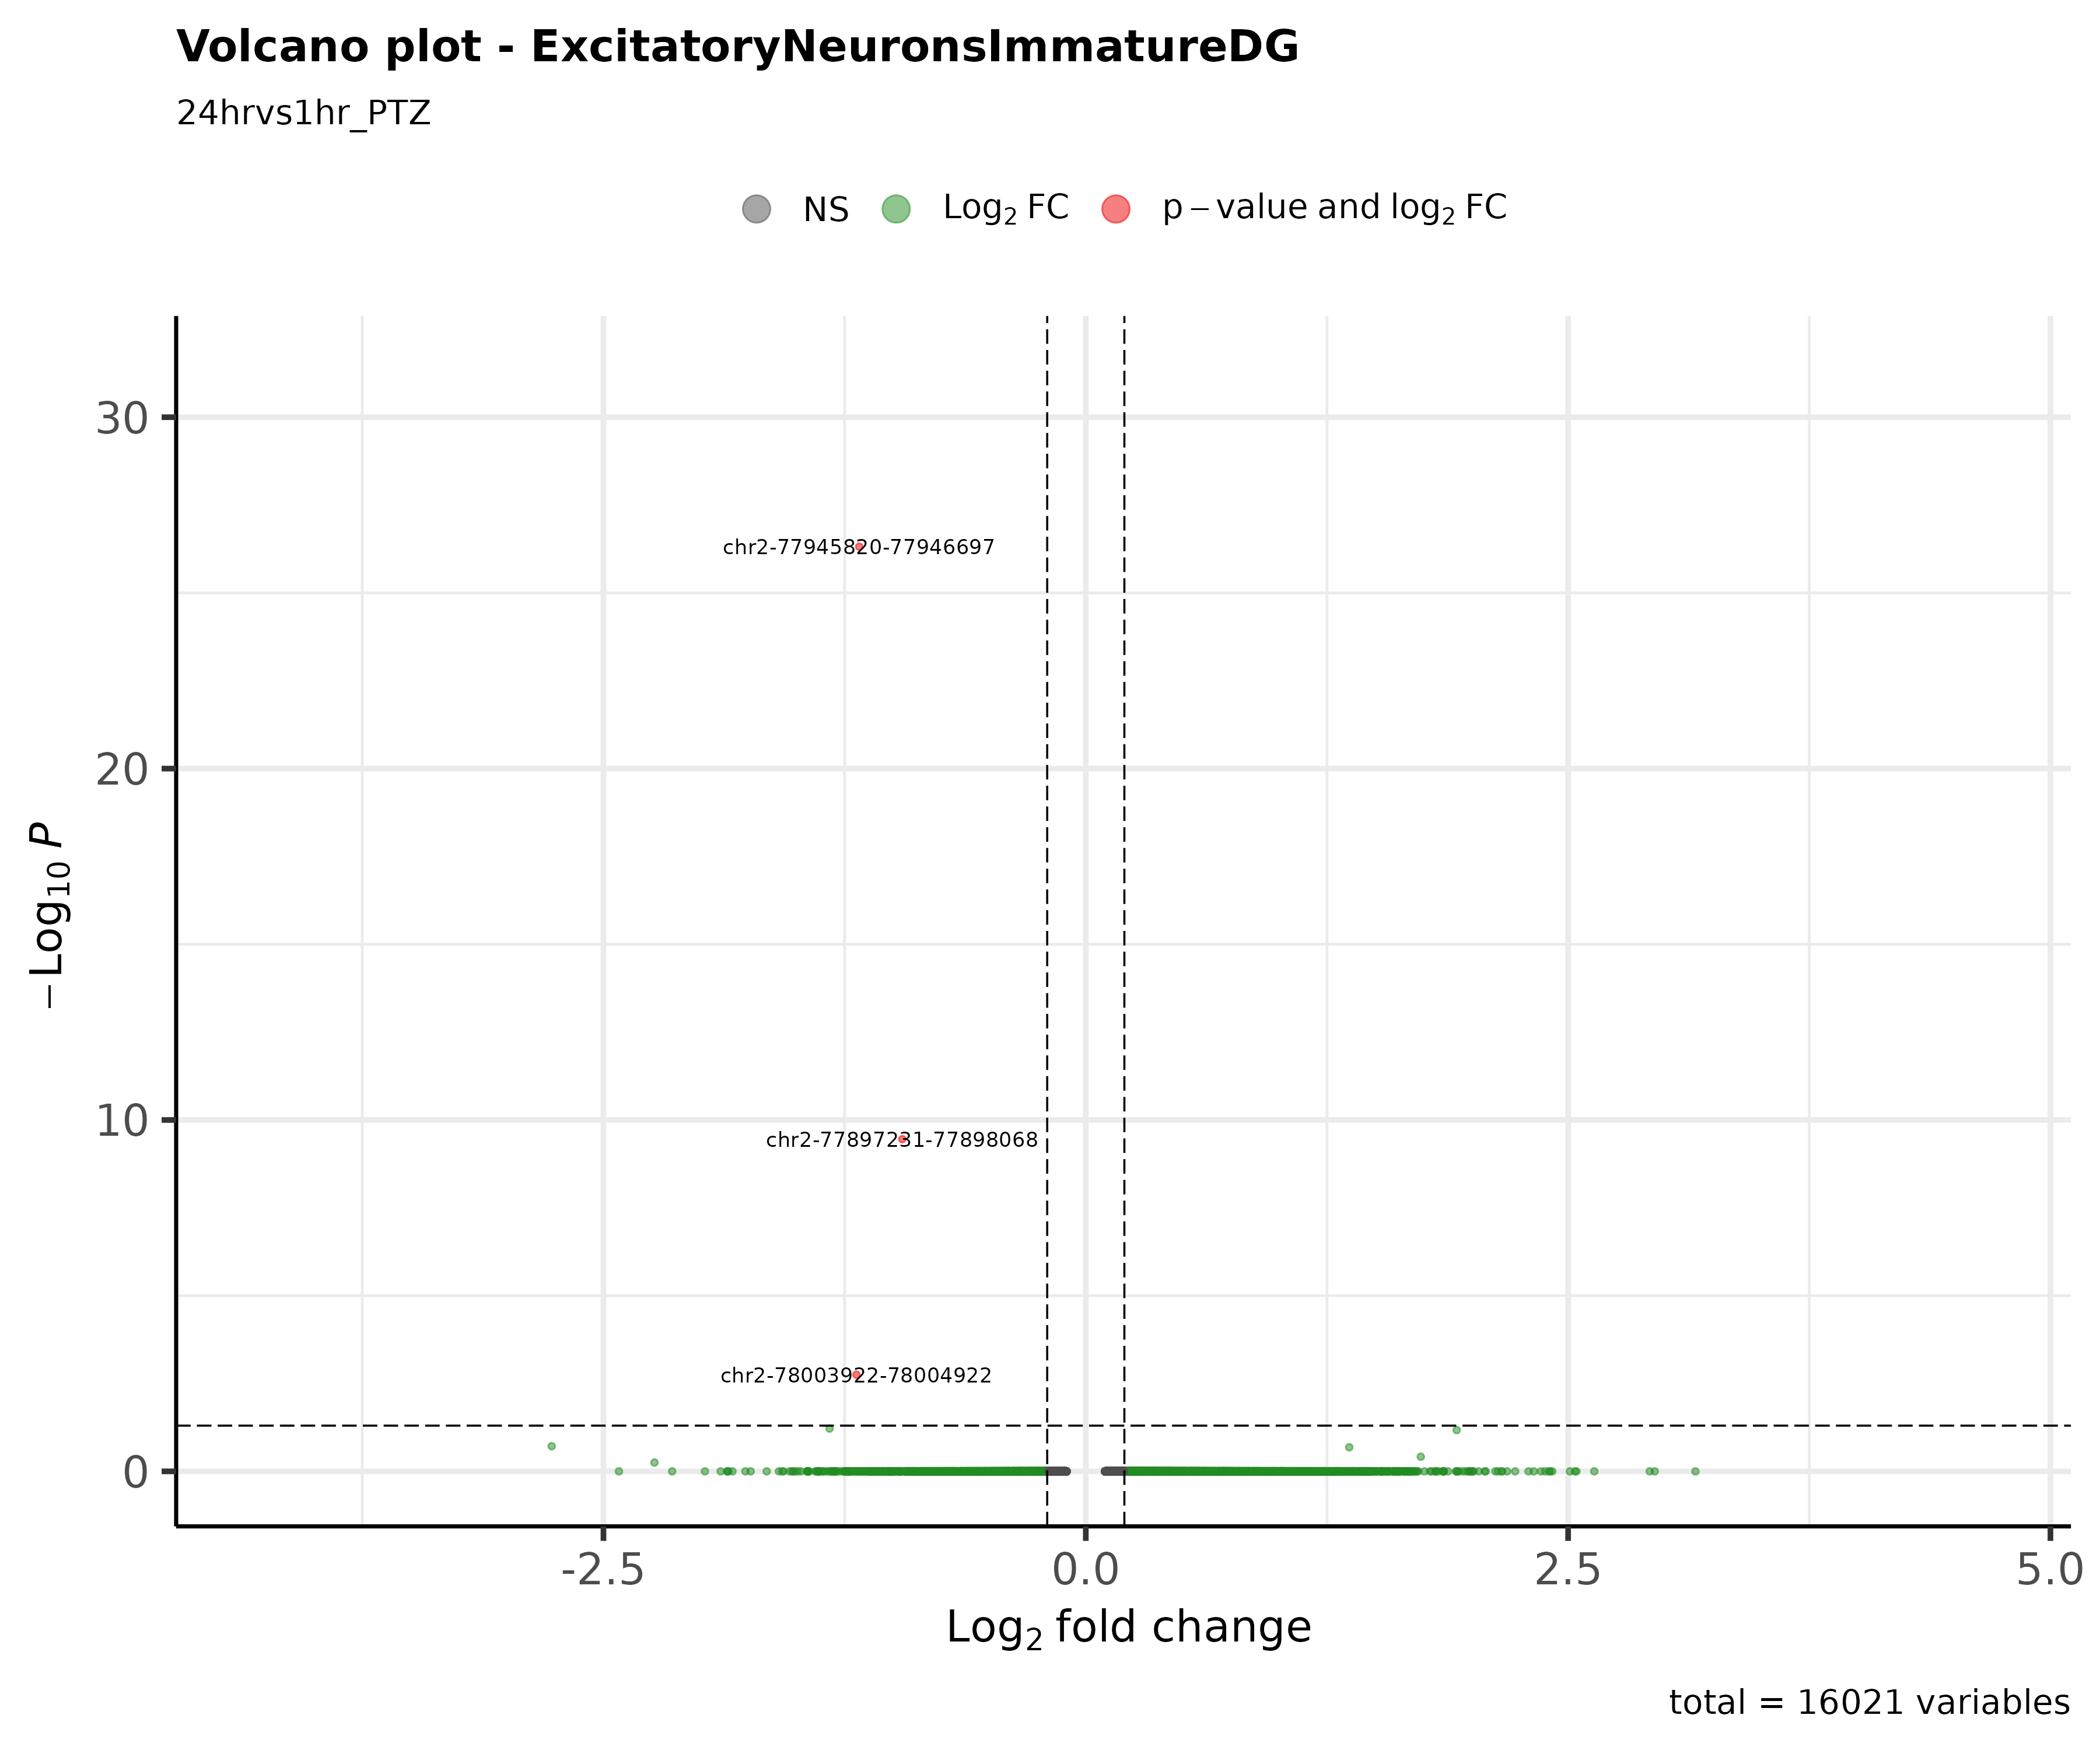 Volcano plot - ExcitatoryNeuronsImmatureDG
24hrvs1hr_PTZ
NS Log2 FC p − value and log2 FC
30
20
10
0
−Log10 P
chr2-77945820-77946697
chr2-77897231-77898068
chr2-78003922-78004922
-2.5 0.0 2.5 5.0
Log2 fold change
total = 16021 variables